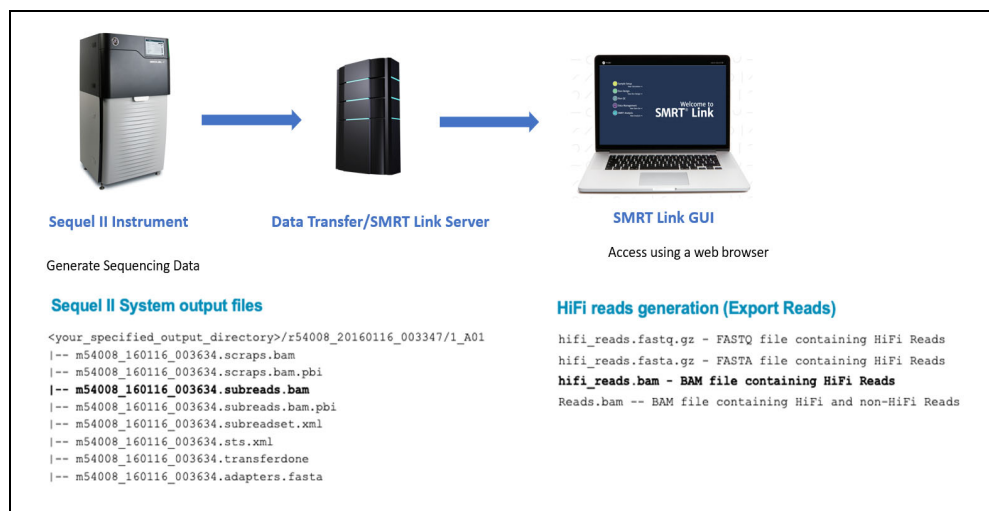 Welcome to
SMRT® Link
Sequel II Instrument
Data Transfer/SMRT Link Server
SMRT Link GUI
Generate Sequencing Data
Access using a web browser
Sequel II System output files
<your_specified_output_directory>/r54008_20160116_003347/1_A01
|-- m54008_160116_003634.scraps.bam
|-- m54008_160116_003634.scraps.bam.pbi
|-- m54008_160116_003634.subreads.bam
|-- m54008_160116_003634.subreads.bam.pbi
|-- m54008_160116_003634.subreadset.xml
|-- m54008_160116_003634.sts.xml
|-- m54008_160116_003634.transferdone
|-- m54008_160116_003634.adapters.fasta
HiFi reads generation (Export Reads)
hifi_reads.fastq.gz - FASTQ file containing HiFi Reads
hifi_reads.fasta.gz - FASTA file containing HiFi Reads
hifi_reads.bam - BAM file containing HiFi Reads
Reads.bam -- BAM file containing HiFi and non-HiFi Reads